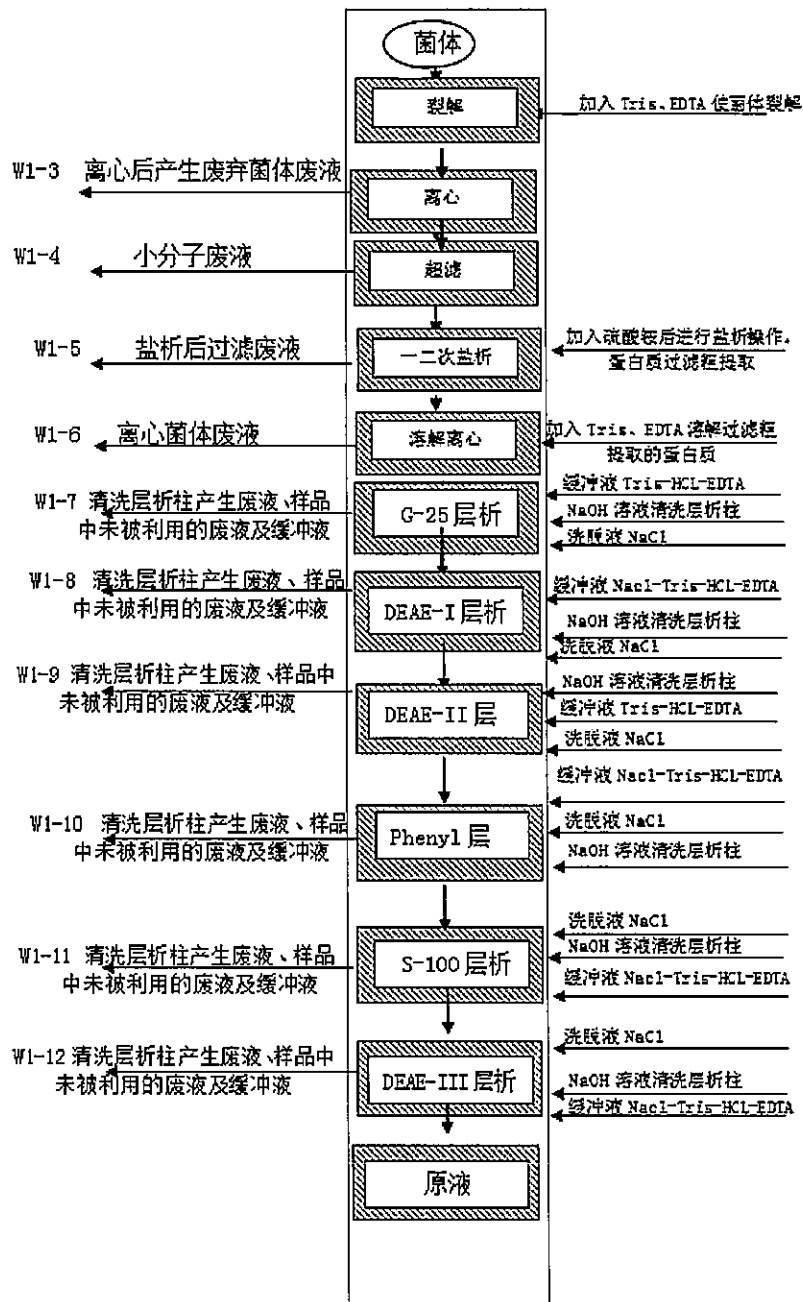 菌体
裂解
加入 Tris、EDTA 使菌体裂解
W1-3 离心后产生废弃菌体废液
离心
W1-4 小分子废液
超滤
W1-5 盐析后过滤废液
一二次盐析
加入硫酸铵后进行盐析操作，
蛋白质过滤粗提取
W1-6 离心菌体废液
溶解离心
加入 Tris、EDTA 溶解过滤粗
提取的蛋白质
W1-7 清洗层折柱产生废液、样品
中未被利用的废液及缓冲液
G-25 层析
缓冲液 Tris-HCL-EDTA
NaOH 溶液清洗层析柱
洗脱液 NaCl
W1-8 清洗层折柱产生废液、样品
中未被利用的废液及缓冲液
DEAE-I 层析
缓冲液 Nacl-Tris-HCL-EDTA
NaOH 溶液清洗层析柱
洗脱液 NaCl
W1-9 清洗层折柱产生废液、样品中
未被利用的废液及缓冲液
DEAE-II 层
NaOH 溶液清洗层析柱
缓冲液 Tris-HCL-EDTA
洗脱液 NaCl
缓冲液 Nacl-Tris-HCL-EDTA
W1-10 清洗层折柱产生废液、样品
中未被利用的废液及缓冲液
Phenyl 层
洗脱液 NaCl
NaOH 溶液清洗层析柱
W1-11 清洗层折柱产生废液、样品
中未被利用的废液及缓冲液
S-100 层析
洗脱液 NaCl
NaOH 溶液清洗层析柱
缓冲液 Nacl-Tris-HCL-EDTA
W1-12 清洗层折柱产生废液、样品中
未被利用的废液及缓冲液
DEAE-III 层析
洗脱液 NaCl
NaOH 溶液清洗层析柱
缓冲液 Nacl-Tris-HCL-EDTA
原液